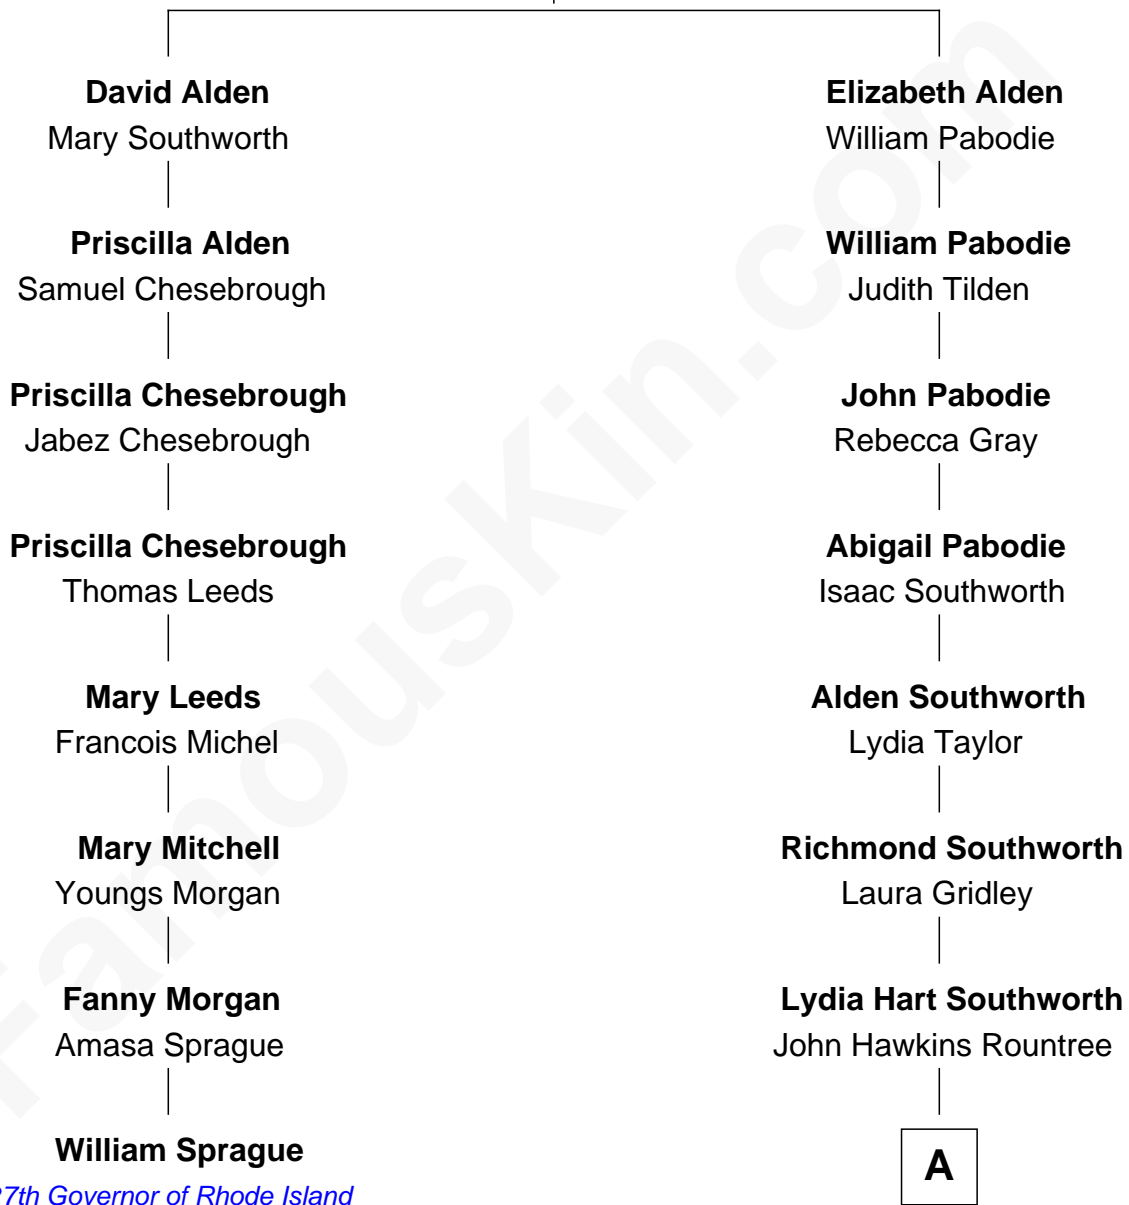 David Alden
Mary Southworth
Priscilla Alden
Samuel Chesebrough
Priscilla Chesebrough
Jabez Chesebrough
Priscilla Chesebrough
Thomas Leeds
Mary Leeds
Francois Michel
Mary Mitchell
Youngs Morgan
Fanny Morgan
Amasa Sprague
William Sprague
27th Governor of Rhode Island
Elizabeth Alden
William Pabodie
William Pabodie
Judith Tilden
John Pabodie
Rebecca Gray
Abigail Pabodie
Isaac Southworth
Alden Southworth
Lydia Taylor
Richmond Southworth
Laura Gridley
Lydia Hart Southworth
John Hawkins Rountree
A
FamousKin.com